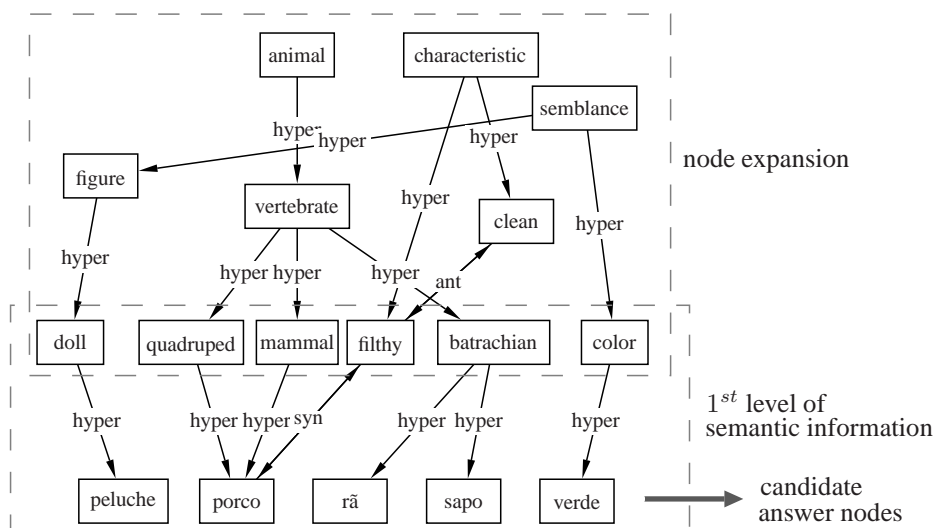 animal
characteristic
semblance
hyper
hyper
hyper
node expansion
figure
vertebrate
clean
hyper
hyper
hyper
hyper
hyper
hyper
ant
doll
quadruped
mammal
filthy
batrachian
color
hyper
hyper
hyper
syn
hyper
hyper
hyper
1st level of
semantic information
peluche
porco
rã
sapo
verde
candidate
answer nodes